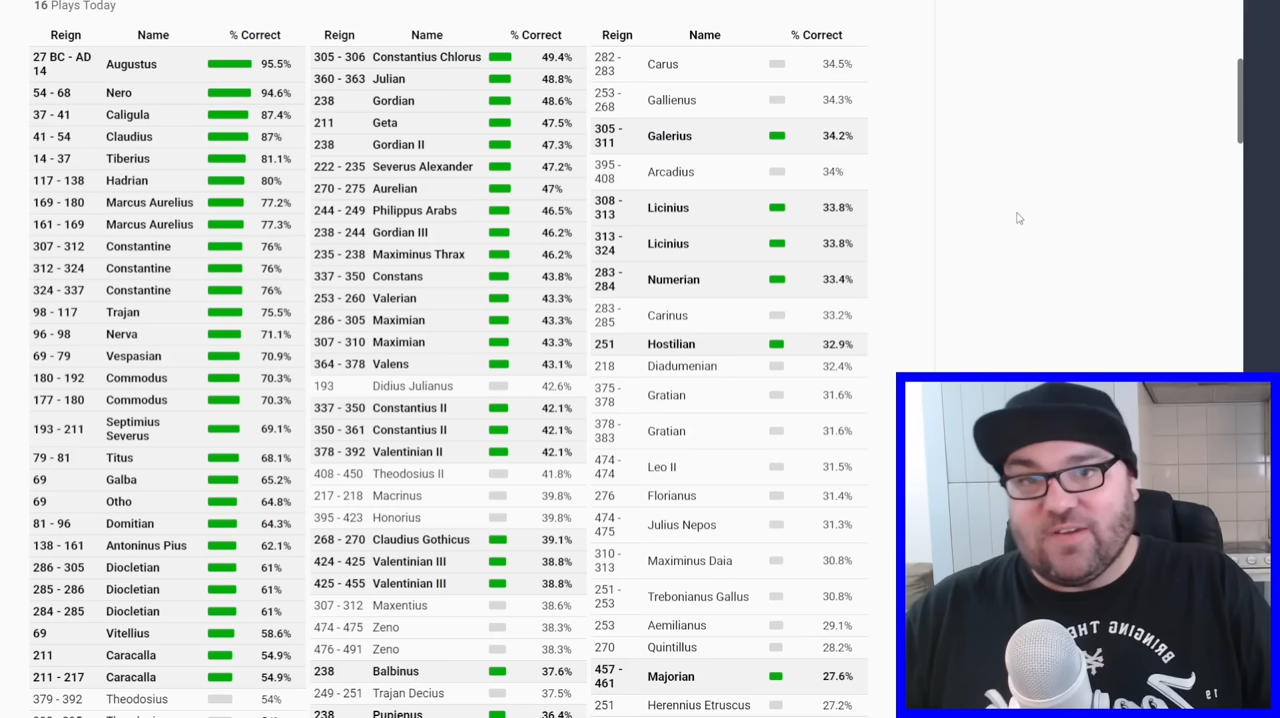 16 Plays Today
Reign Name % Correct
27 BC - AD 14 Augustus 95.5%
54 - 68 Nero 94.6%
37 - 41 Caligula 87.4%
41 - 54 Claudius 87%
14 - 37 Tiberius 81.1%
117 - 138 Hadrian 80%
169 - 180 Marcus Aurelius 77.2%
161 - 169 Marcus Aurelius 77.3%
307 - 312 Constantine 76%
312 - 324 Constantine 76%
324 - 337 Constantine 76%
98 - 117 Trajan 75.5%
96 - 98 Nerva 71.1%
69 - 79 Vespasian 70.9%
180 - 192 Commodus 70.3%
177 - 180 Commodus 70.3%
193 - 211 Septimius Severus 69.1%
79 - 81 Titus 68.1%
69 Galba 65.2%
69 Otho 64.8%
81 - 96 Domitian 64.3%
138 - 161 Antoninus Pius 62.1%
286 - 305 Diocletian 61%
285 - 286 Diocletian 61%
284 - 285 Diocletian 61%
69 Vitellius 58.6%
211 Caracalla 54.9%
211 - 217 Caracalla 54.9%
379 - 392 Theodosius 54%
Reign Name % Correct
305 - 306 Constantius Chlorus 49.4%
360 - 363 Julian 48.8%
238 Gordian 48.6%
211 Geta 47.5%
238 Gordian II 47.3%
222 - 235 Severus Alexander 47.2%
270 - 275 Aurelian 47%
244 - 249 Philippus Arabs 46.5%
238 - 244 Gordian III 46.2%
235 - 238 Maximinus Thrax 46.2%
337 - 350 Constans 43.8%
253 - 260 Valerian 43.3%
286 - 305 Maximian 43.3%
307 - 310 Maximian 43.3%
364 - 378 Valens 43.1%
193 Didius Julianus 42.6%
337 - 350 Constantius II 42.1%
350 - 361 Constantius II 42.1%
378 - 392 Valentinian II 42.1%
408 - 450 Theodosius II 41.8%
217 - 218 Macrinus 39.8%
395 - 423 Honorius 39.8%
268 - 270 Claudius Gothicus 39.1%
424 - 425 Valentinian III 38.8%
425 - 455 Valentinian III 38.8%
307 - 312 Maxentius 38.6%
474 - 475 Zeno 38.3%
476 - 491 Zeno 38.3%
238 Balbinus 37.6%
249 - 251 Trajan Decius 37.5%
238 Pupienus 36.4%
Reign Name % Correct
282 - 283 Carus 34.5%
253 - 268 Gallienus 34.3%
305 - 311 Galerius 34.2%
395 - 408 Arcadius 34%
308 - 313 Licinius 33.8%
313 - 324 Licinius 33.8%
283 - 284 Numerian 33.4%
283 - 285 Carinus 33.2%
251 Hostilian 32.9%
218 Diadumenian 32.4%
375 - 378 Gratian 31.6%
378 - 383 Gratian 31.6%
474 - 474 Leo II 31.5%
276 Florianus 31.4%
474 - 475 Julius Nepos 31.3%
310 - 313 Maximinus Daia 30.8%
251 - 253 Trebonianus Gallus 30.8%
253 Aemilianus 29.1%
270 Quintillus 28.2%
457 - 461 Majorian 27.6%
251 Herennius Etruscus 27.2%
BRINGING THE
19